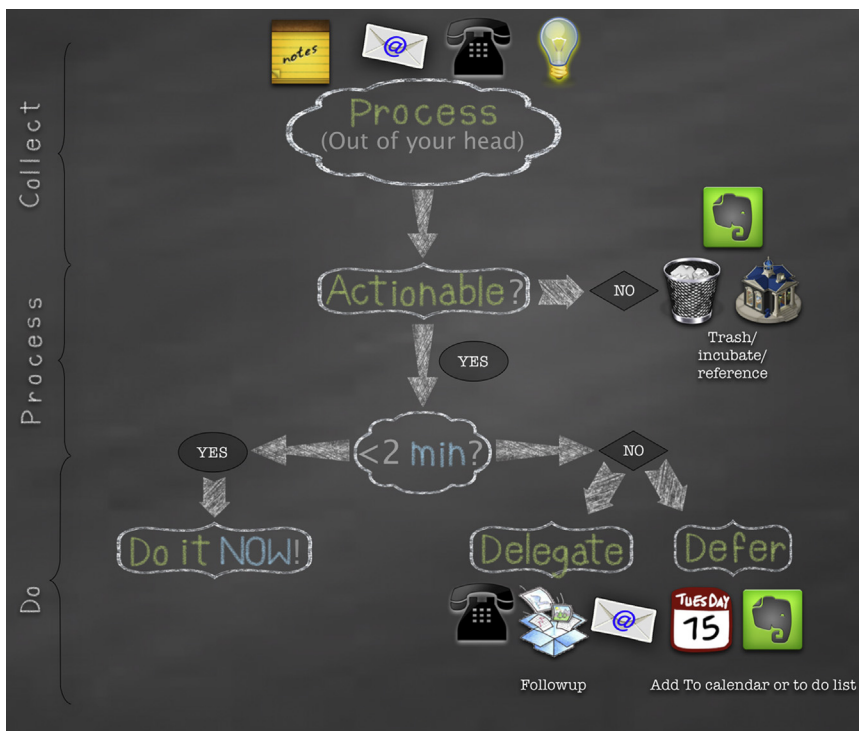 notes
@
Process
(Out of your head)
Collect
Actionable?
NO
Trash/
incubate/
reference
YES
Process
<2 min?
YES
NO
Do it NOW!
Delegate
Defer
Do
@
TUESDAY
15
Followup
Add To calendar or to do list